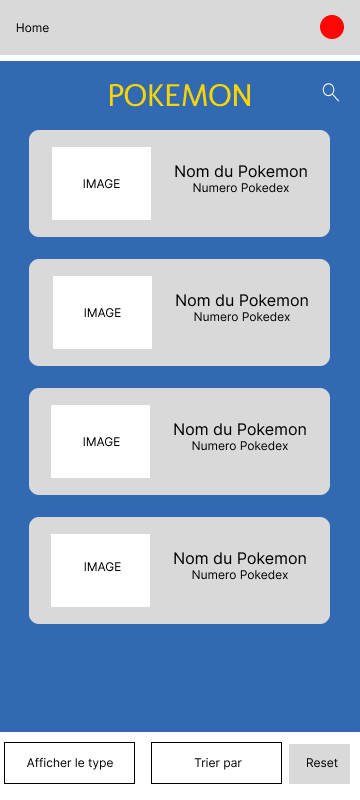 Home
POKEMON
IMAGE
Nom du Pokemon
Numero Pokedex
IMAGE
Nom du Pokemon
Numero Pokedex
IMAGE
Nom du Pokemon
Numero Pokedex
IMAGE
Nom du Pokemon
Numero Pokedex
Afficher le type
Trier par
Reset